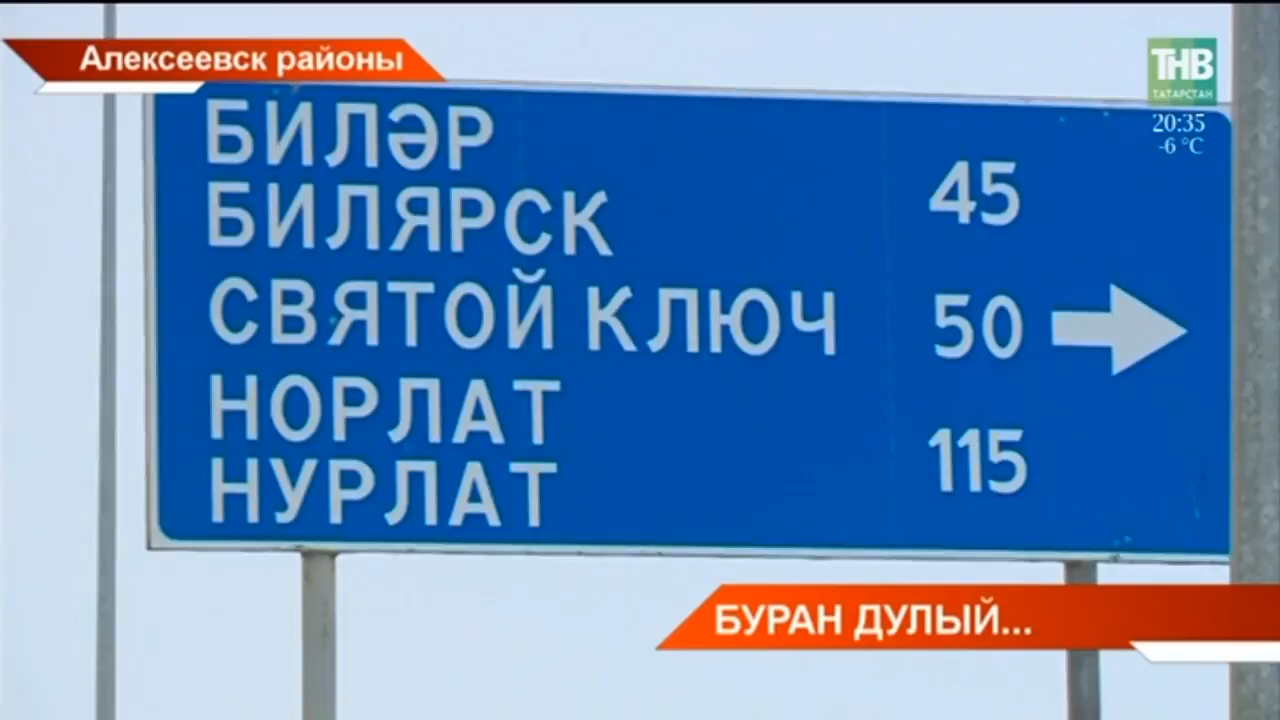 Алексеевск районы
ТНВ
ТАТАРСТАН
20:35
-6 °C
БИЛӘР
БИЛЯРСК 45
СВЯТОЙ КЛЮЧ 50
НОРЛАТ
НУРЛАТ 115
БУРАН ДУЛЫЙ...